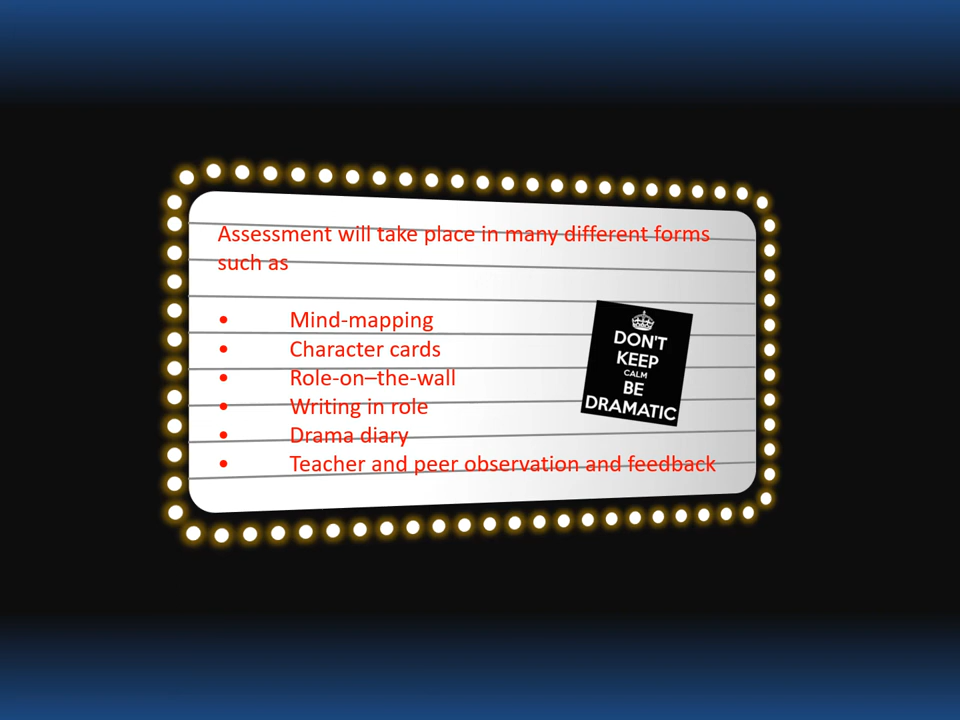 Assessment will take place in many different forms
such as
• Mind-mapping
• Character cards
• Role-on–the-wall
• Writing in role
• Drama diary
• Teacher and peer observation and feedback
DON'T
KEEP
CALM
BE
DRAMATIC